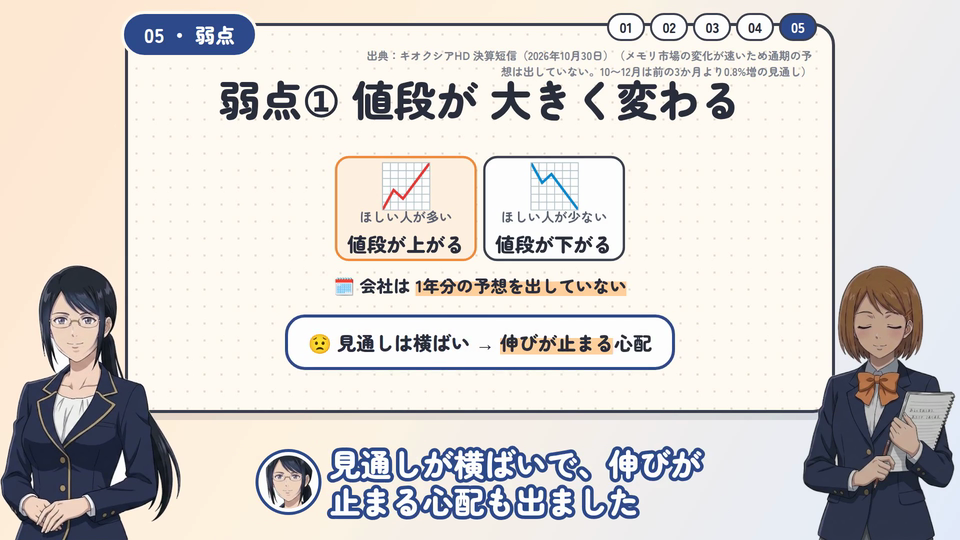 05 ・ 弱点
01 02 03 04 05
出典：キオクシアHD 決算短信（2026年10月30日）（メモリ市場の変化が速いため通期の予
想は出していない。10〜12月は前の3か月より0.8%増の見通し）
弱点① 値段が 大きく変わる
ほしい人が多い
値段が上がる
ほしい人が少ない
値段が下がる
会社は 1年分の予想を出していない
見通しは横ばい → 伸びが止まる心配
見通しが横ばいで、伸びが
止まる心配も出ました